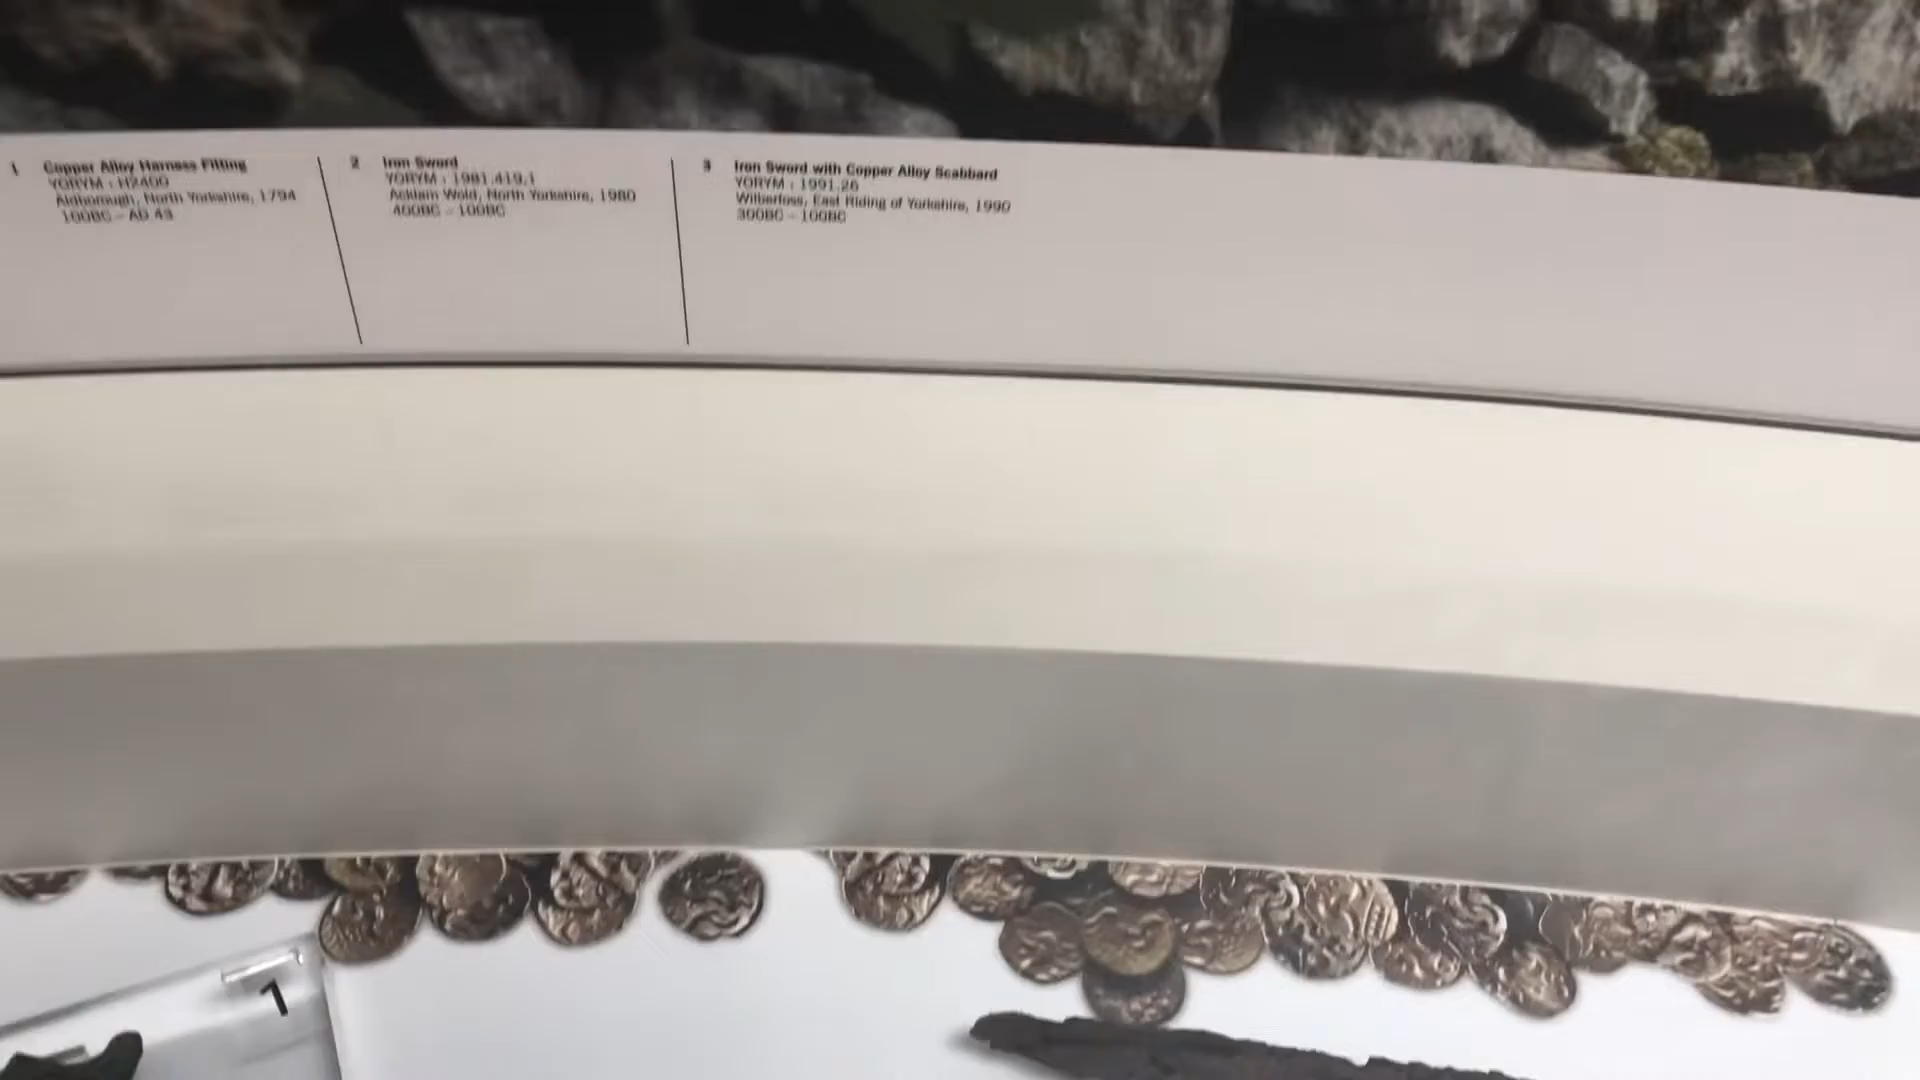 1 Copper Alloy Harness Fitting
YORYM : H2400
Aldborough, North Yorkshire, 1794
100BC - AD 43
2 Iron Sword
YORYM : 1981.419.1
Acklam Wold, North Yorkshire, 1980
400BC - 100BC
3 Iron Sword with Copper Alloy Scabbard
YORYM : 1991.26
Wilberfoss, East Riding of Yorkshire, 1990
300BC - 100BC
1